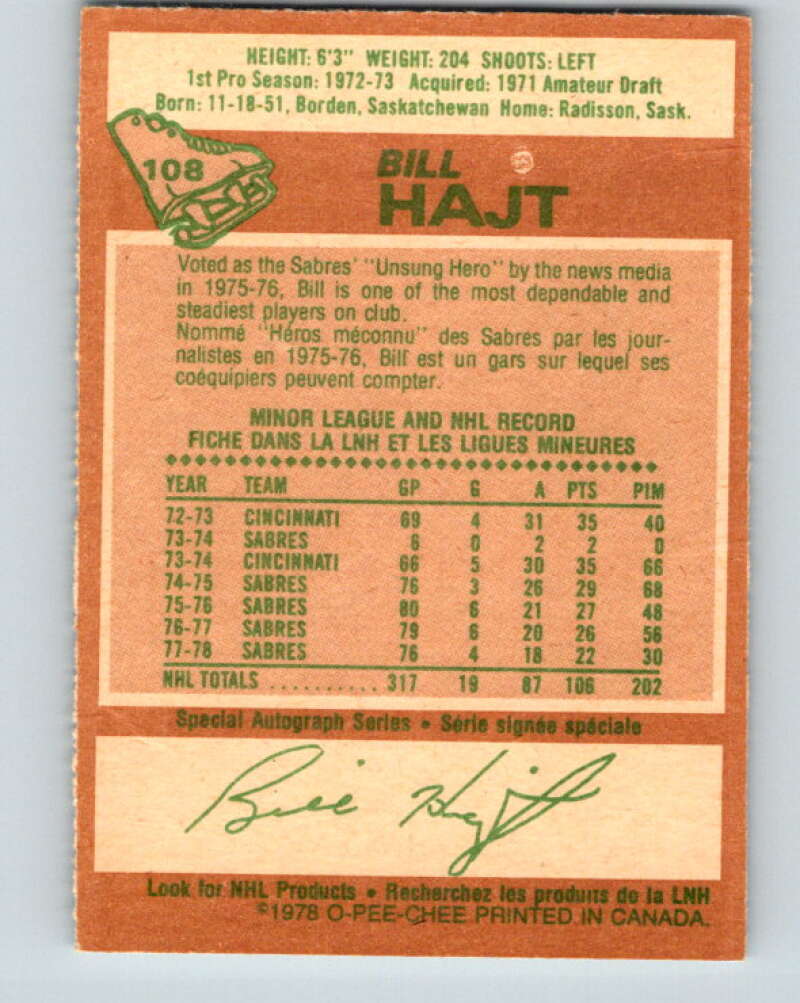 HEIGHT: 6'3" WEIGHT: 204 SHOOTS: LEFT
1st Pro Season: 1972-73 Acquired: 1971 Amateur Draft
Born: 11-18-51, Borden, Saskatchewan Home: Radisson, Sask.
108
BILL
HAJT
Voted as the Sabres' "Unsung Hero" by the news media
in 1975-76, Bill is one of the most dependable and
steadiest players on club.
Nommé "Héros méconnu" des Sabres par les jour-
nalistes en 1975-76, Bill est un gars sur lequel ses
coéquipiers peuvent compter.
MINOR LEAGUE AND NHL RECORD
FICHE DANS LA LNH ET LES LIGUES MINEURES
YEAR TEAM GP G A PTS PIM
72-73 CINCINNATI 69 4 31 35 40
73-74 SABRES 6 0 2 2 0
73-74 CINCINNATI 66 5 30 35 66
74-75 SABRES 76 3 26 29 68
75-76 SABRES 80 6 21 27 48
76-77 SABRES 79 6 20 26 56
77-78 SABRES 76 4 18 22 30
NHL TOTALS ........... 317 19 87 106 202
Special Autograph Series • Série signée spéciale
Bill Hajt
Look for NHL Products • Recherchez les produits de la LNH
©1978 O-PEE-CHEE PRINTED IN CANADA.